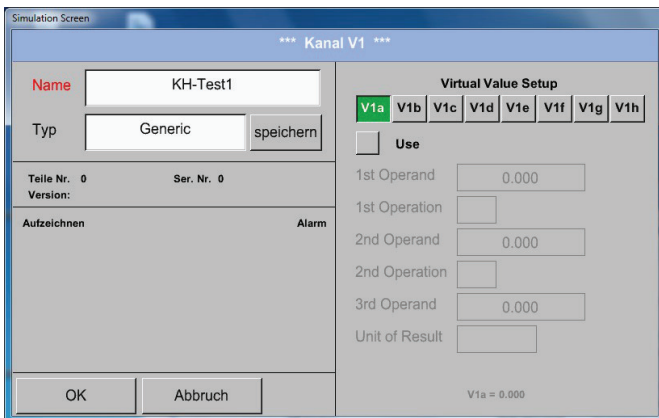 Simulation Screen
*** Kanal V1 ***
Name
KH-Test1
Typ
Generic
speichern
Teile Nr. 0
Ser. Nr. 0
Version:
Aufzeichnen
Alarm
OK
Abbruch
Virtual Value Setup
V1a V1b V1c V1d V1e V1f V1g V1h
Use
1st Operand
0.000
1st Operation
2nd Operand
0.000
2nd Operation
3rd Operand
0.000
Unit of Result
V1a = 0.000